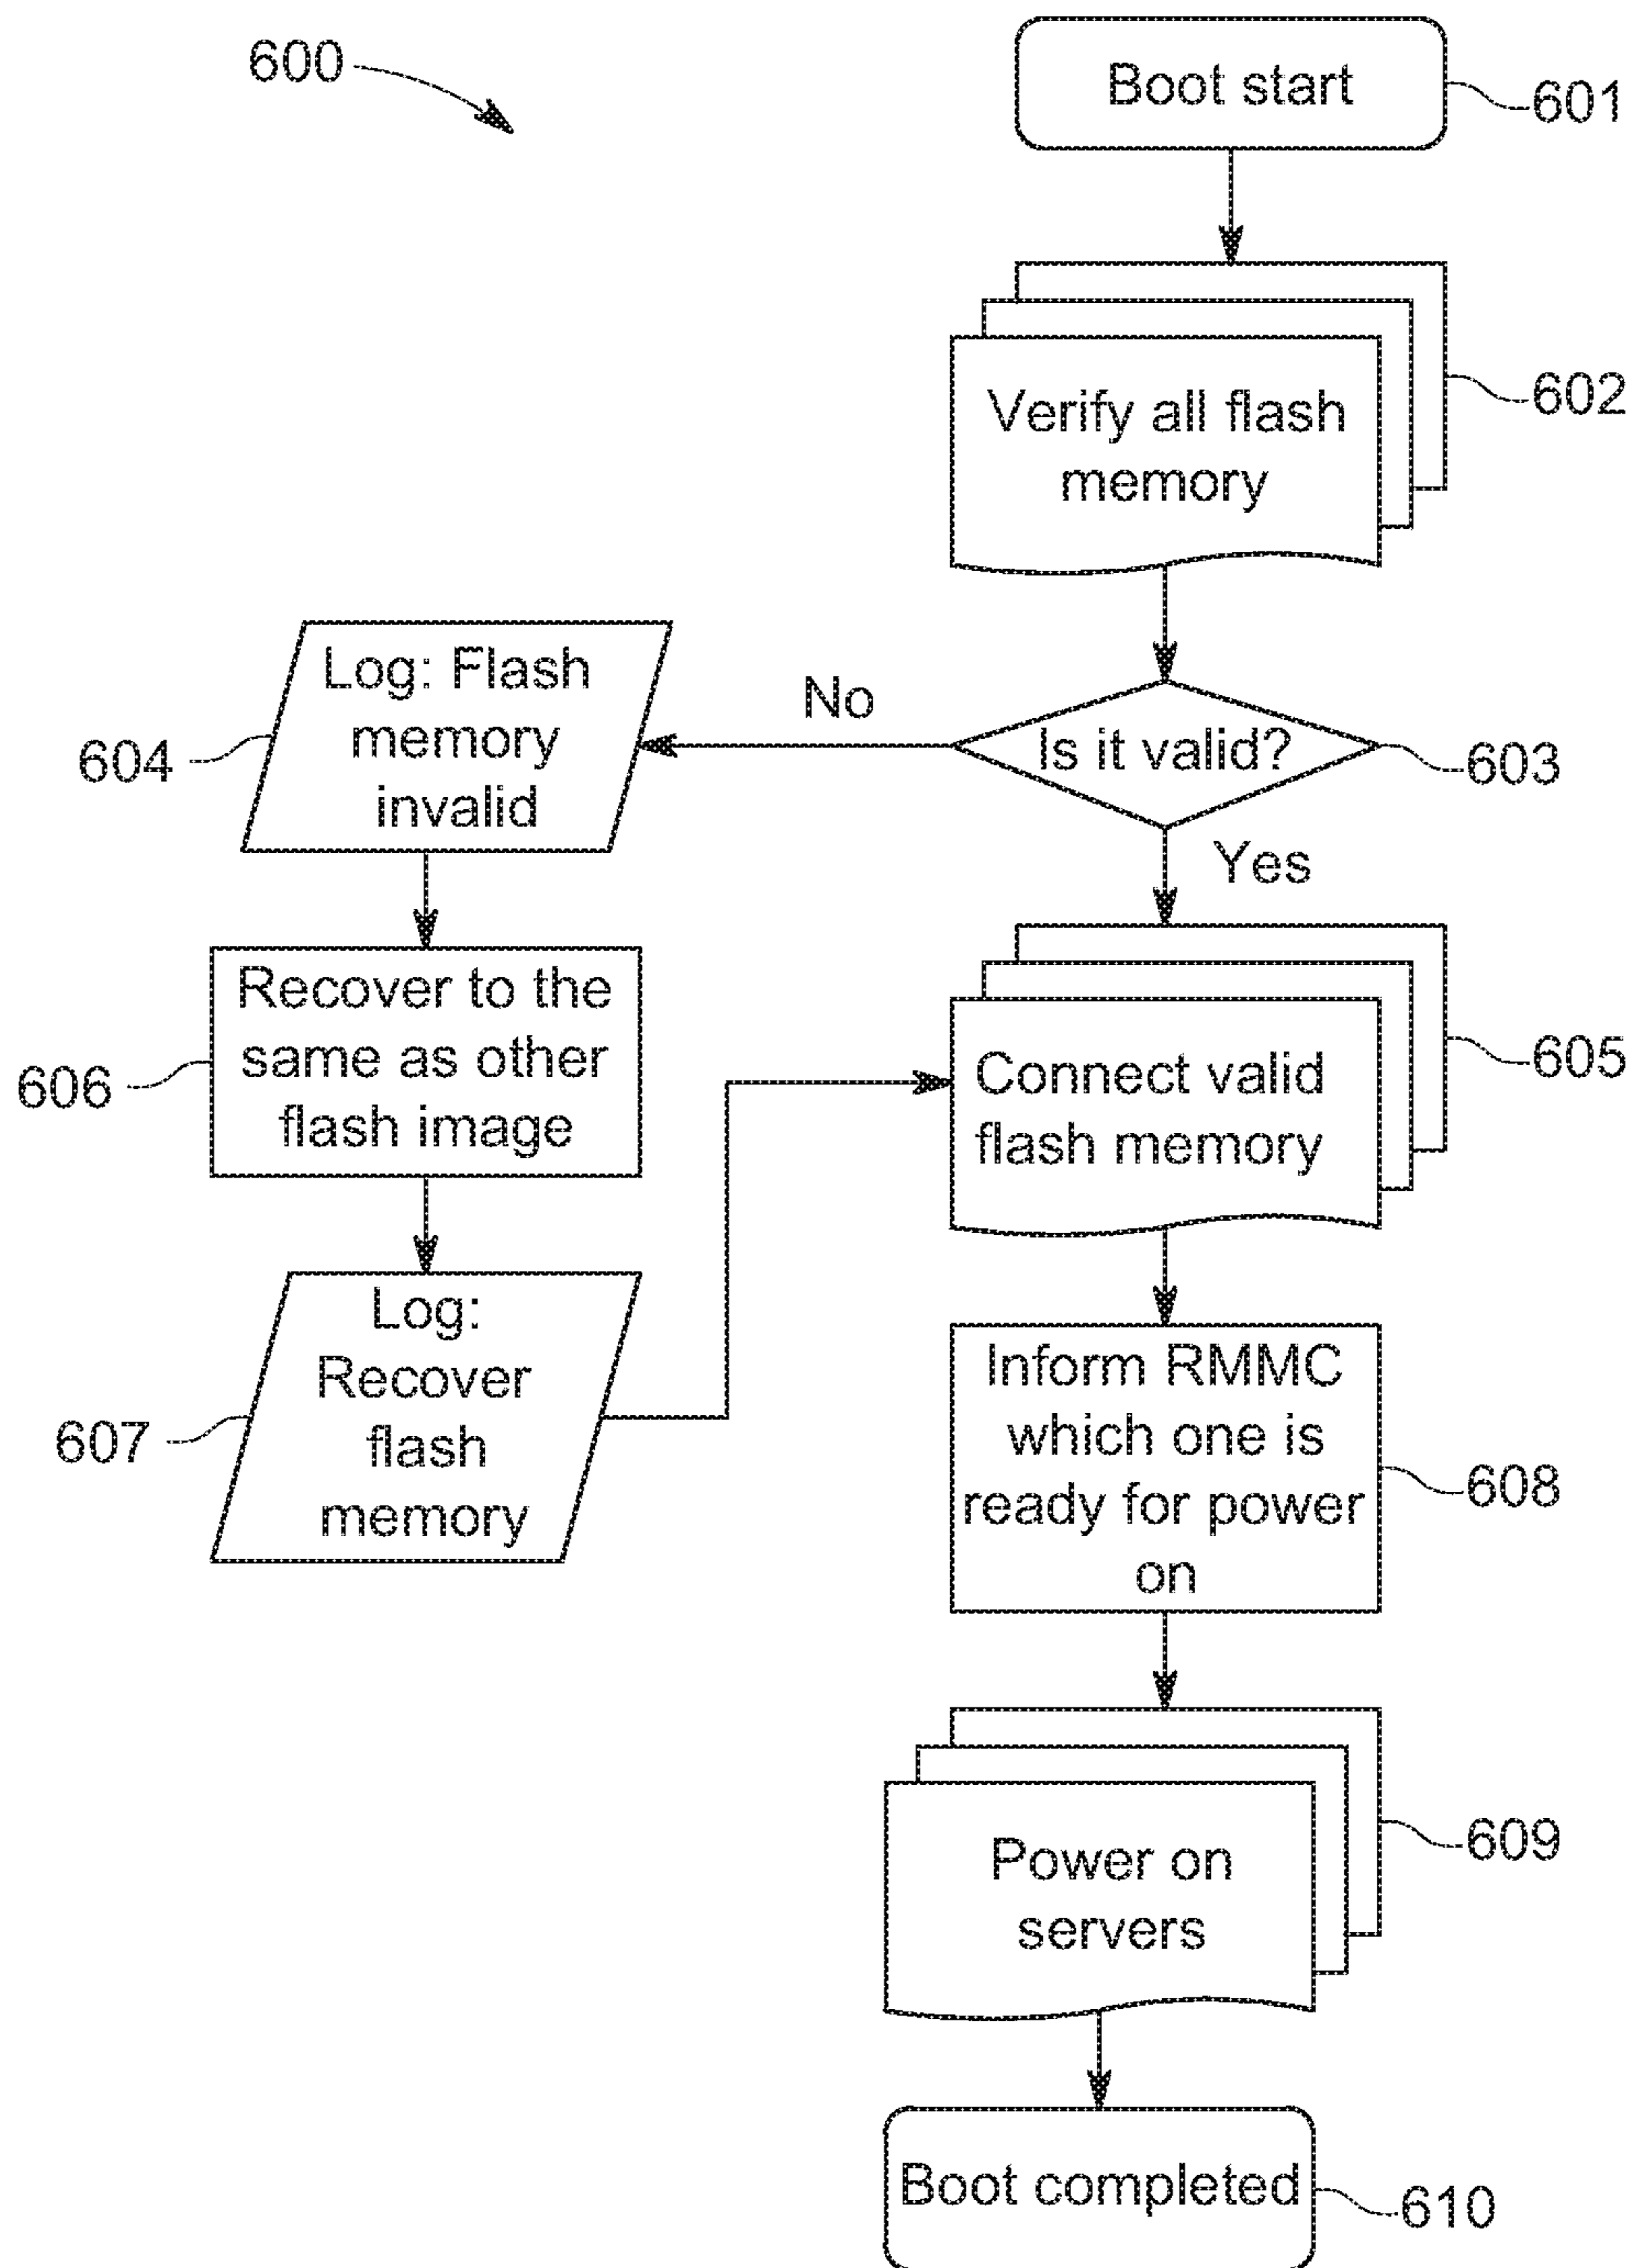 600
Boot start
601
Verify all flash
memory
602
Is it valid?
603
No
Yes
Log: Flash
memory
invalid
604
Recover to the
same as other
flash image
606
Log:
Recover
flash
memory
607
Connect valid
flash memory
605
Inform RMMC
which one is
ready for power
on
608
Power on
servers
609
Boot completed
610